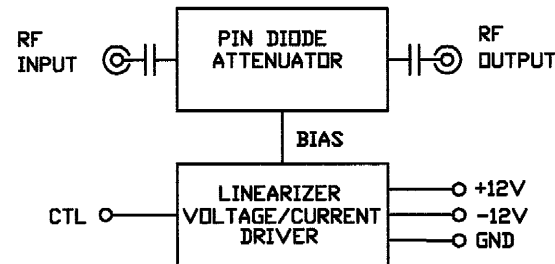 RF
INPUT
PIN DIODE
ATTENUATOR
RF
OUTPUT
BIAS
CTL
LINEARIZER
VOLTAGE/CURRENT
DRIVER
+12V
-12V
GND